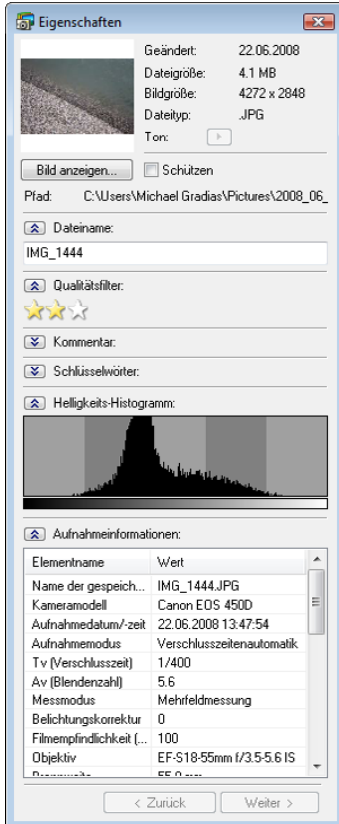 Eigenschaften
Geändert: 22.06.2008
Dateigröße: 4.1 MB
Bildgröße: 4272 x 2848
Dateityp: .JPG
Ton:
Bild anzeigen... Schützen
Pfad: C:\Users\Michael Gradias\Pictures\2008_06_
Dateiname:
IMG_1444
Qualitätsfilter:
Kommentar:
Schlüsselwörter:
Helligkeits-Histogramm:
Aufnahmeinformationen:
Elementname Wert
Name der gespeich... IMG_1444.JPG
Kameramodell Canon EOS 450D
Aufnahmedatum/-zeit 22.06.2008 13:47:54
Aufnahmemodus Verschlusszeitenautomatik
Tv (Verschlusszeit) 1/400
Av (Blendenzahl) 5.6
Messmodus Mehrfeldmessung
Belichtungskorrektur 0
Filmempfindlichkeit (... 100
Objektiv EF-S18-55mm f/3.5-5.6 IS
< Zurück Weiter >